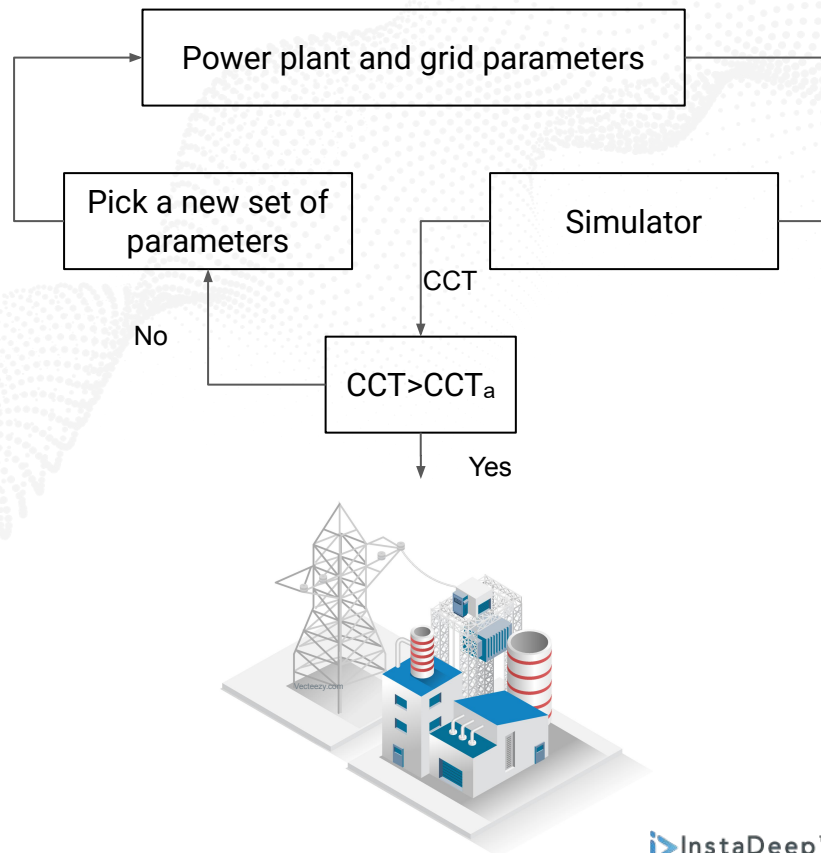 Power plant and grid parameters
Pick a new set of
parameters
Simulator
CCT
No
CCT>CCTₐ
Yes
Vecteezy.com
InstaDeep